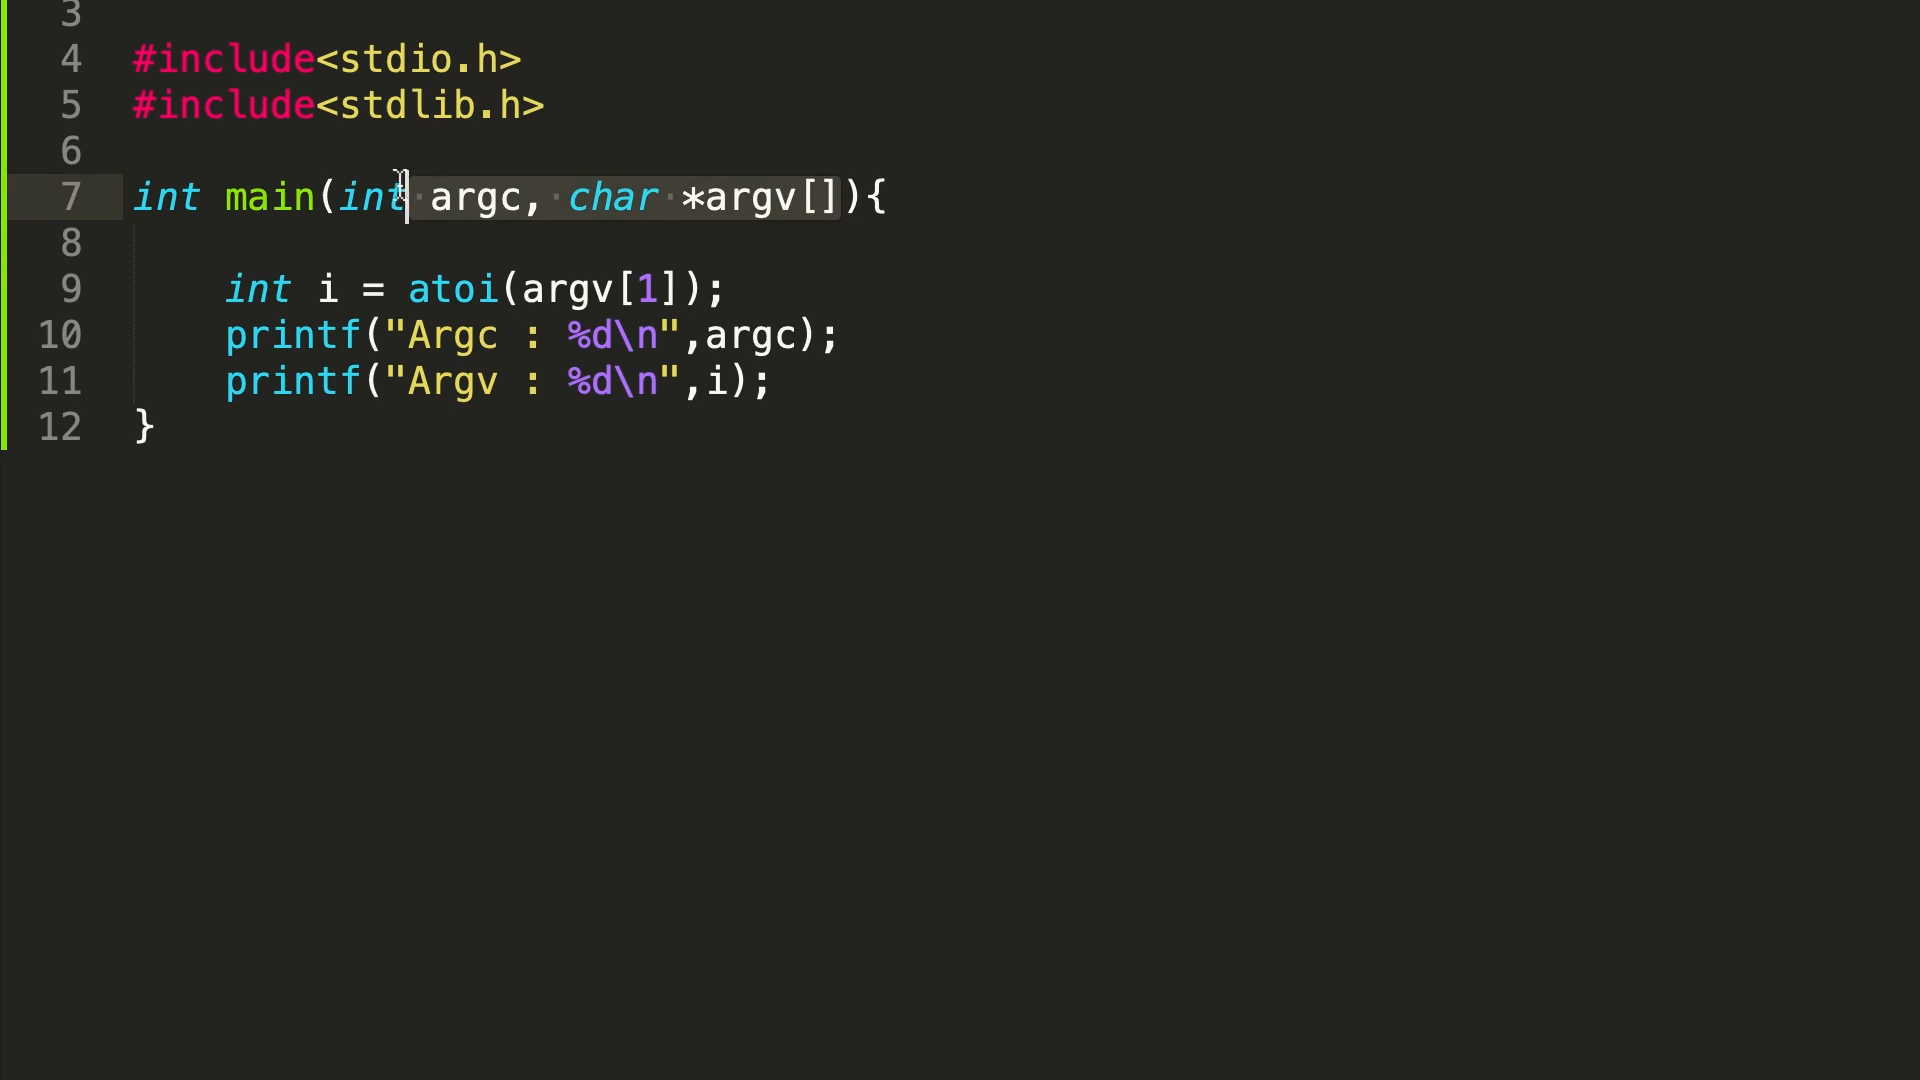 3
4 #include<stdio.h>
5 #include<stdlib.h>
6
7 int main(int argc, char *argv[]){
8
9 int i = atoi(argv[1]);
10 printf("Argc : %d\n",argc);
11 printf("Argv : %d\n",i);
12 }